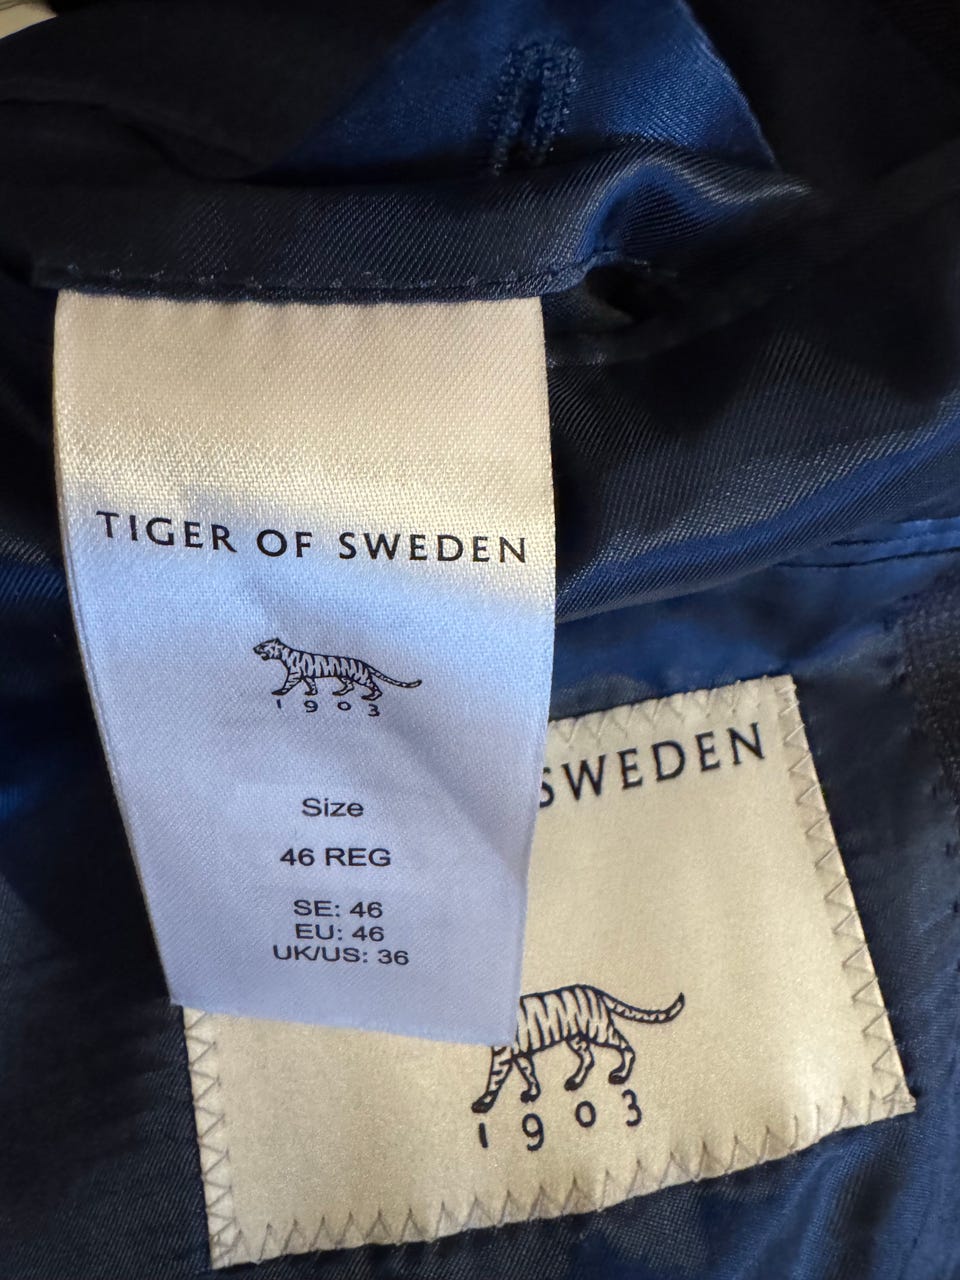 TIGER OF SWEDEN
1903
Size
46 REG
SE: 46
EU: 46
UK/US: 36
SWEDEN
1903